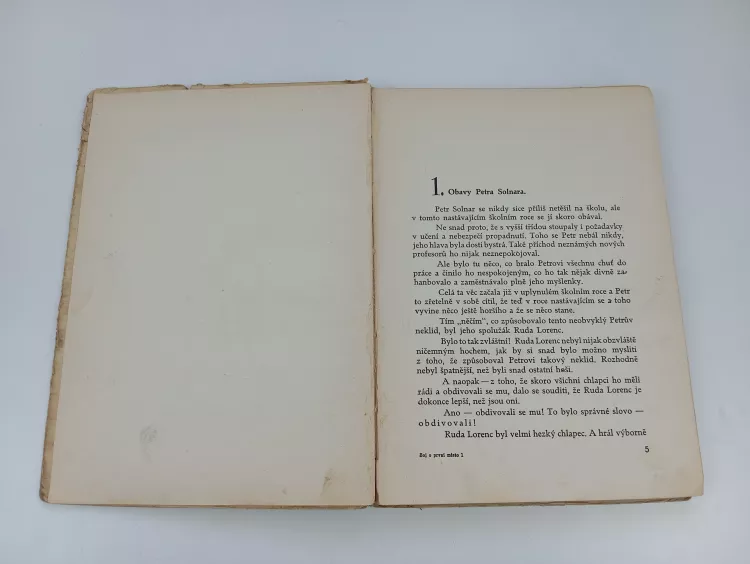 1. Obavy Petra Solnara.
Petr Solnar se nikdy sice příliš netěšil na školu, ale
v tomto nastávajícím školním roce se jí skoro obával.
Ne snad proto, že s vyšší třídou stoupaly i požadavky
v učení a nebezpečí propadnutí. Toho se Petr nebál nikdy,
jeho hlava byla dosti bystrá. Také příchod neznámých nových
profesorů ho nijak neznepokojoval.
Ale bylo tu něco, co bralo Petrovi všechnu chuť do
práce a činilo ho nespokojeným, co ho tak nějak divně za-
hanbovalo a zaměstnávalo plně jeho myšlenky.
Celá ta věc začala již v uplynulém školním roce a Petr
to zřetelně v sobě cítil, že teď v roce nastávajícím se a toho
vyvine něco ještě horšího a že se něco stane.
Tím „něčím", co způsobovalo tento neobvyklý Petrův
neklid, byl jeho spolužák Ruda Lorenc.
Bylo to tak zvláštní! Ruda Lorenc nebyl nijak obzvláště
ničemným hochem, jak by si snad bylo možno mysliti
z toho, že způsoboval Petrovi takový neklid. Rozhodně
nebyl špatnější, než byli snad ostatní hoši.
A naopak — z toho, že skoro všichni chlapci ho měli
rádi a obdivovali se mu, dalo se souditi, že Ruda Lorenc je
dokonce lepší, než jsou oni.
Ano — obdivovali se mu! To bylo správné slovo —
obdivovali!
Ruda Lorenc byl velmi hezký chlapec. A hrál výborně
Boj o první místo 1.
5